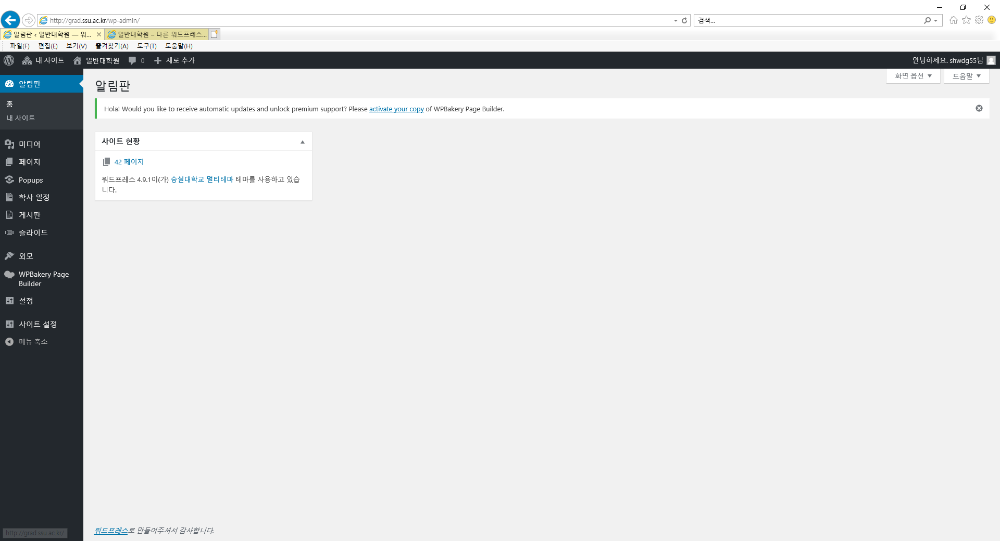 http://grad.ssu.ac.kr/wp-admin/
검색...
알림판 ‹ 일반대학원 — 워...
일반대학원 – 다른 워드프레스...
파일(F) 편집(E) 보기(V) 즐겨찾기(A) 도구(T) 도움말(H)
내 사이트 일반대학원 0 새로 추가
안녕하세요. shwdg55님
알림판
홈
내 사이트
미디어
페이지
Popups
학사 일정
게시판
슬라이드
외모
WPBakery Page
Builder
설정
사이트 설정
메뉴 축소
http://grad.ssu.ac.kr/
화면 옵션
도움말
알림판
Hola! Would you like to receive automatic updates and unlock premium support? Please activate your copy of WPBakery Page Builder.
사이트 현황
42 페이지
워드프레스 4.9.1이(가) 숭실대학교 멀티테마 테마를 사용하고 있습
니다.
워드프레스로 만들어주셔서 감사합니다.